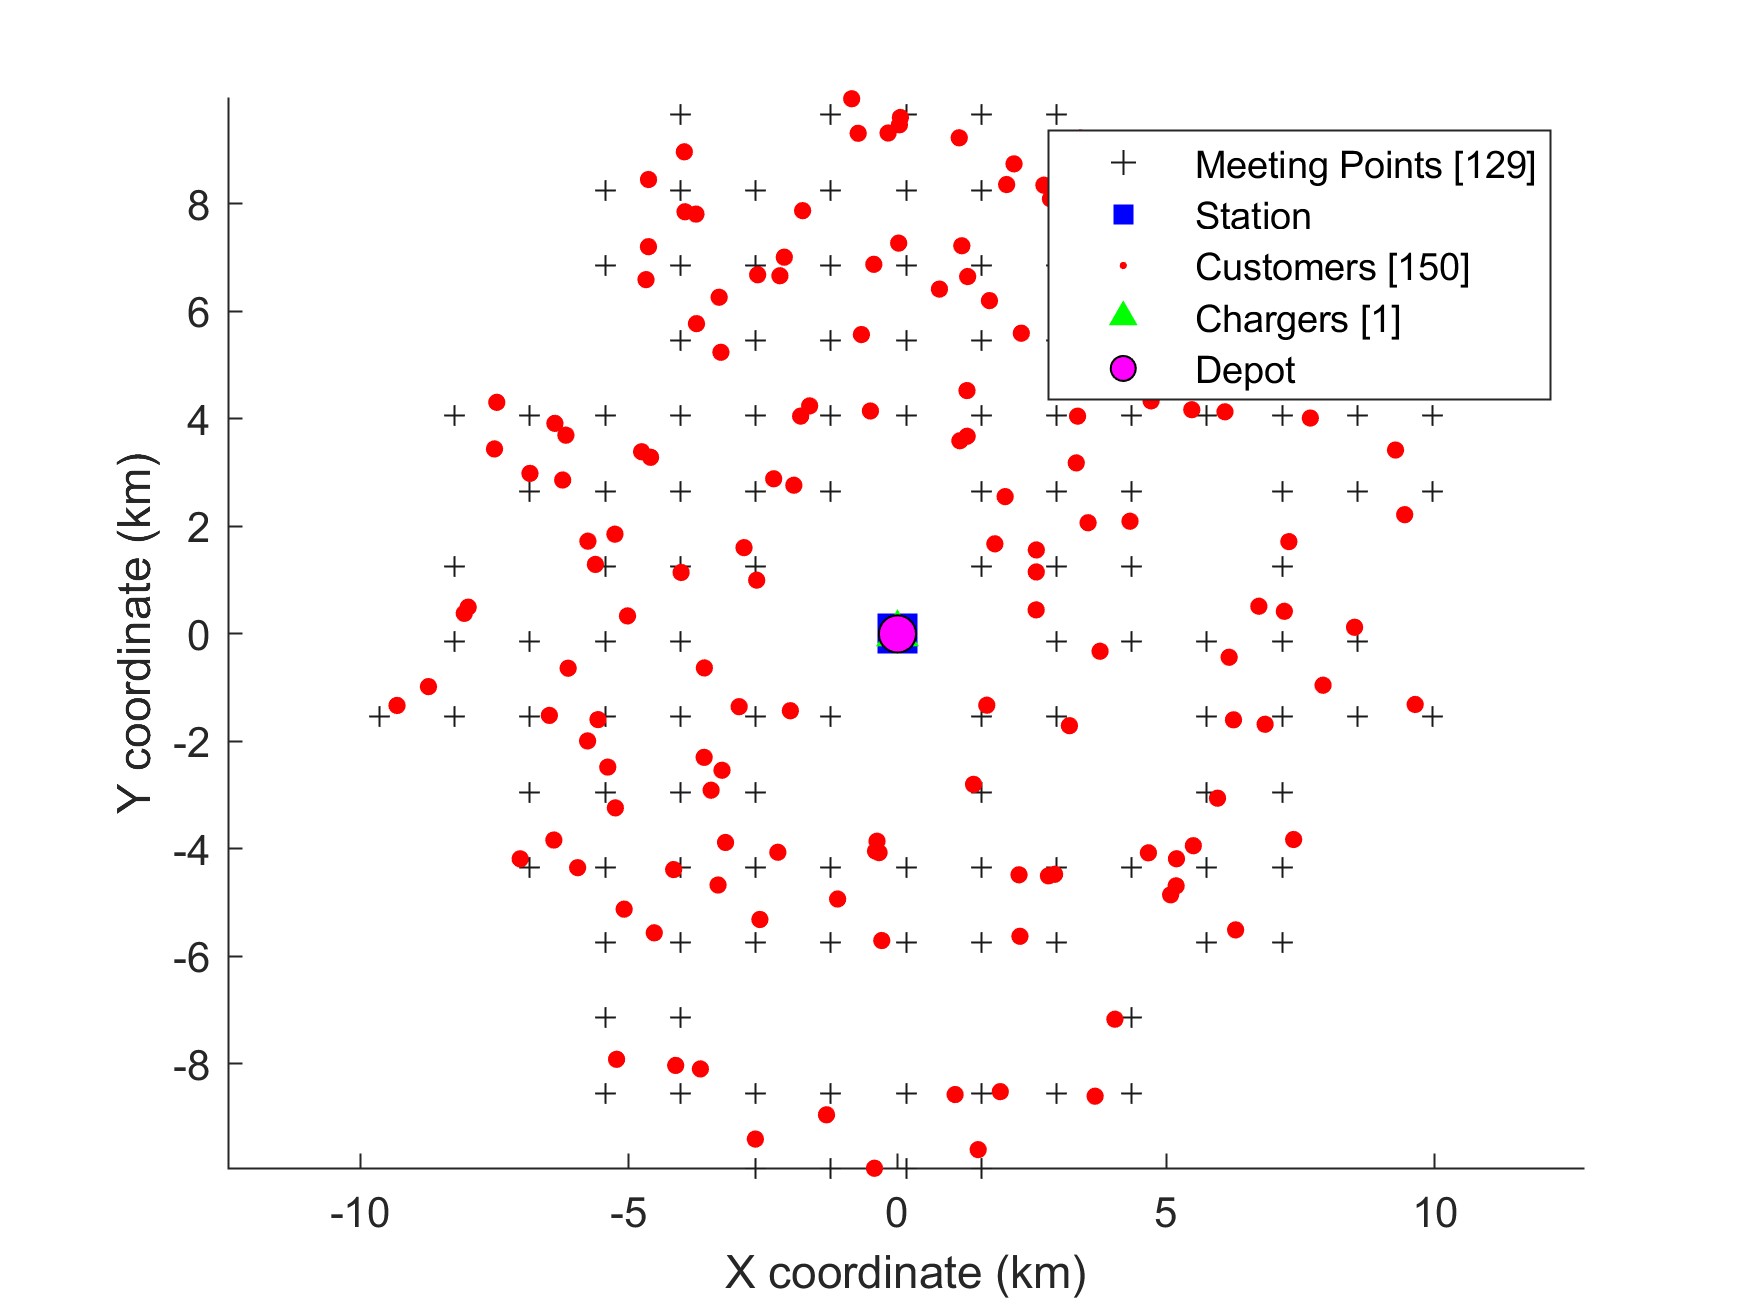 Meeting Points [129]
Station
Customers [150]
Chargers [1]
Depot
8
6
4
2
0
-2
-4
-6
-8
Y coordinate (km)
-10 -5 0 5 10
X coordinate (km)